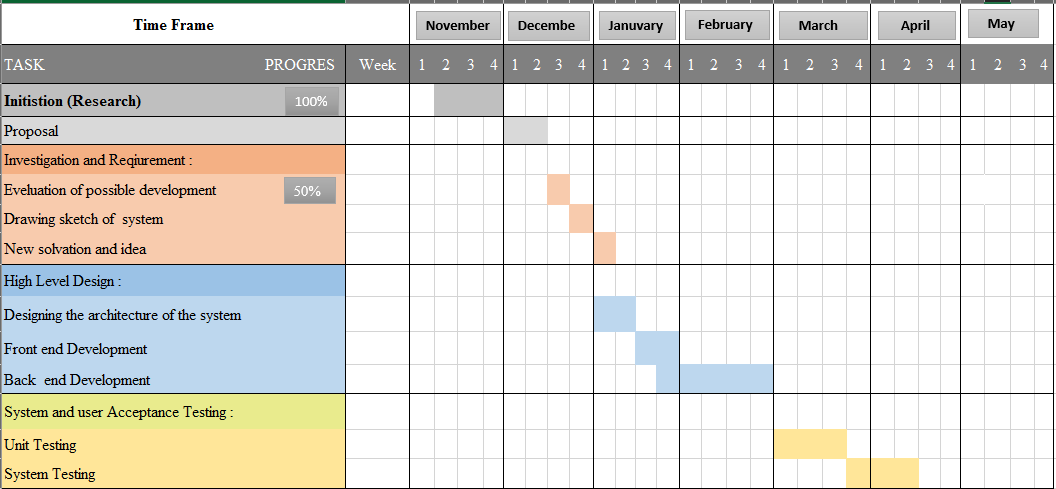 Time Frame November Decembe Januvary February March April May
TASK PROGRES Week 1 2 3 4 1 2 3 4 1 2 3 4 1 2 3 4 1 2 3 4 1 2 3 4 1 2 3 4
Initistion (Research) 100%
Proposal
Investigation and Reqiurement :
Eveluation of possible development 50%
Drawing sketch of system
New solvation and idea
High Level Design :
Designing the architecture of the system
Front end Development
Back end Development
System and user Acceptance Testing :
Unit Testing
System Testing